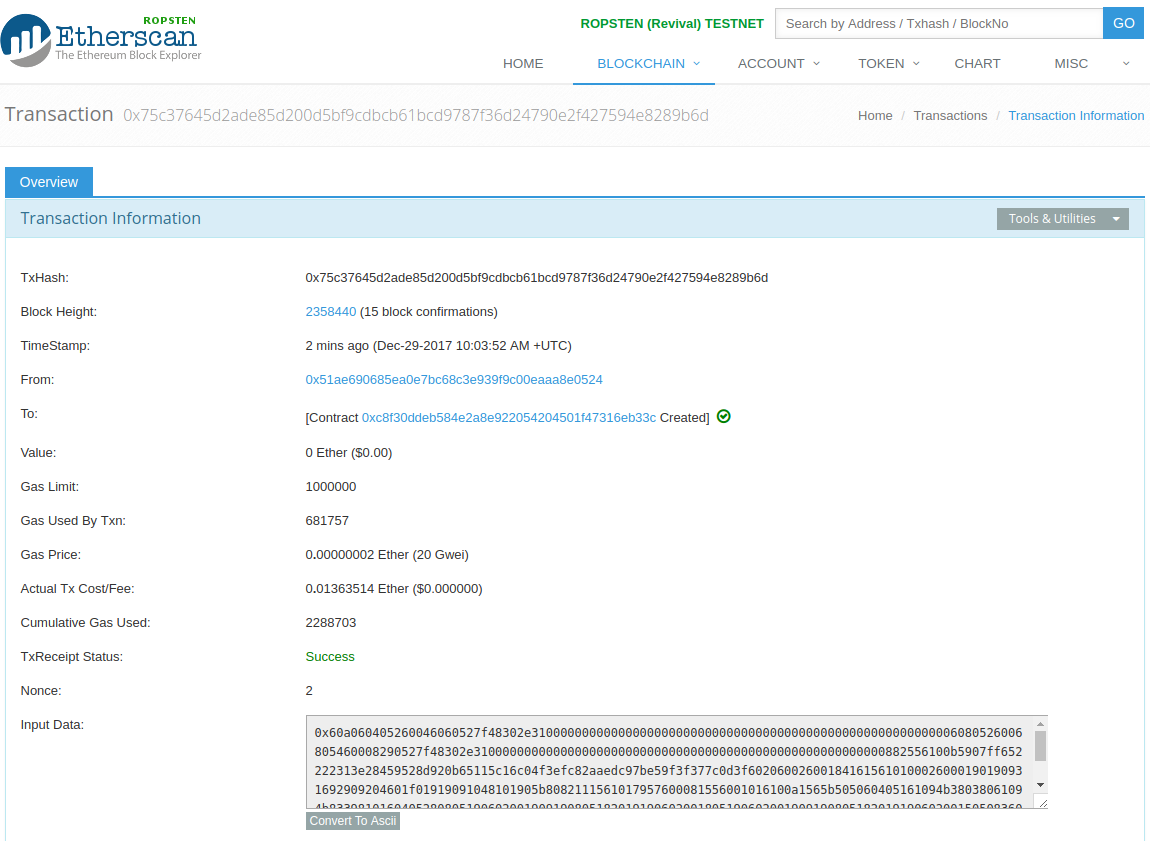 ROPSTEN
Etherscan
The Ethereum Block Explorer
ROPSTEN (Revival) TESTNET
Search by Address / Txhash / BlockNo
GO
HOME
BLOCKCHAIN
ACCOUNT
TOKEN
CHART
MISC
Transaction 0x75c37645d2ade85d200d5bf9cdbcb61bcd9787f36d24790e2f427594e8289b6d
Home / Transactions / Transaction Information
Overview
Transaction Information
Tools & Utilities
TxHash: 0x75c37645d2ade85d200d5bf9cdbcb61bcd9787f36d24790e2f427594e8289b6d
Block Height: 2358440 (15 block confirmations)
TimeStamp: 2 mins ago (Dec-29-2017 10:03:52 AM +UTC)
From: 0x51ae690685ea0e7bc68c3e939f9c00eaaa8e0524
To: [Contract 0xc8f30ddeb584e2a8e922054204501f47316eb33c Created]
Value: 0 Ether ($0.00)
Gas Limit: 1000000
Gas Used By Txn: 681757
Gas Price: 0.00000002 Ether (20 Gwei)
Actual Tx Cost/Fee: 0.01363514 Ether ($0.000000)
Cumulative Gas Used: 2288703
TxReceipt Status: Success
Nonce: 2
Input Data:
222313e28459528d920b65115c16c04f3efc82aaedc97be59f3f377c0d3f6020600260018416156101000260001901909​3
1692909204601f01919091048101905b80821115610179576000815560010161​00a1565b505060405161094b3803806109
Convert To Ascii